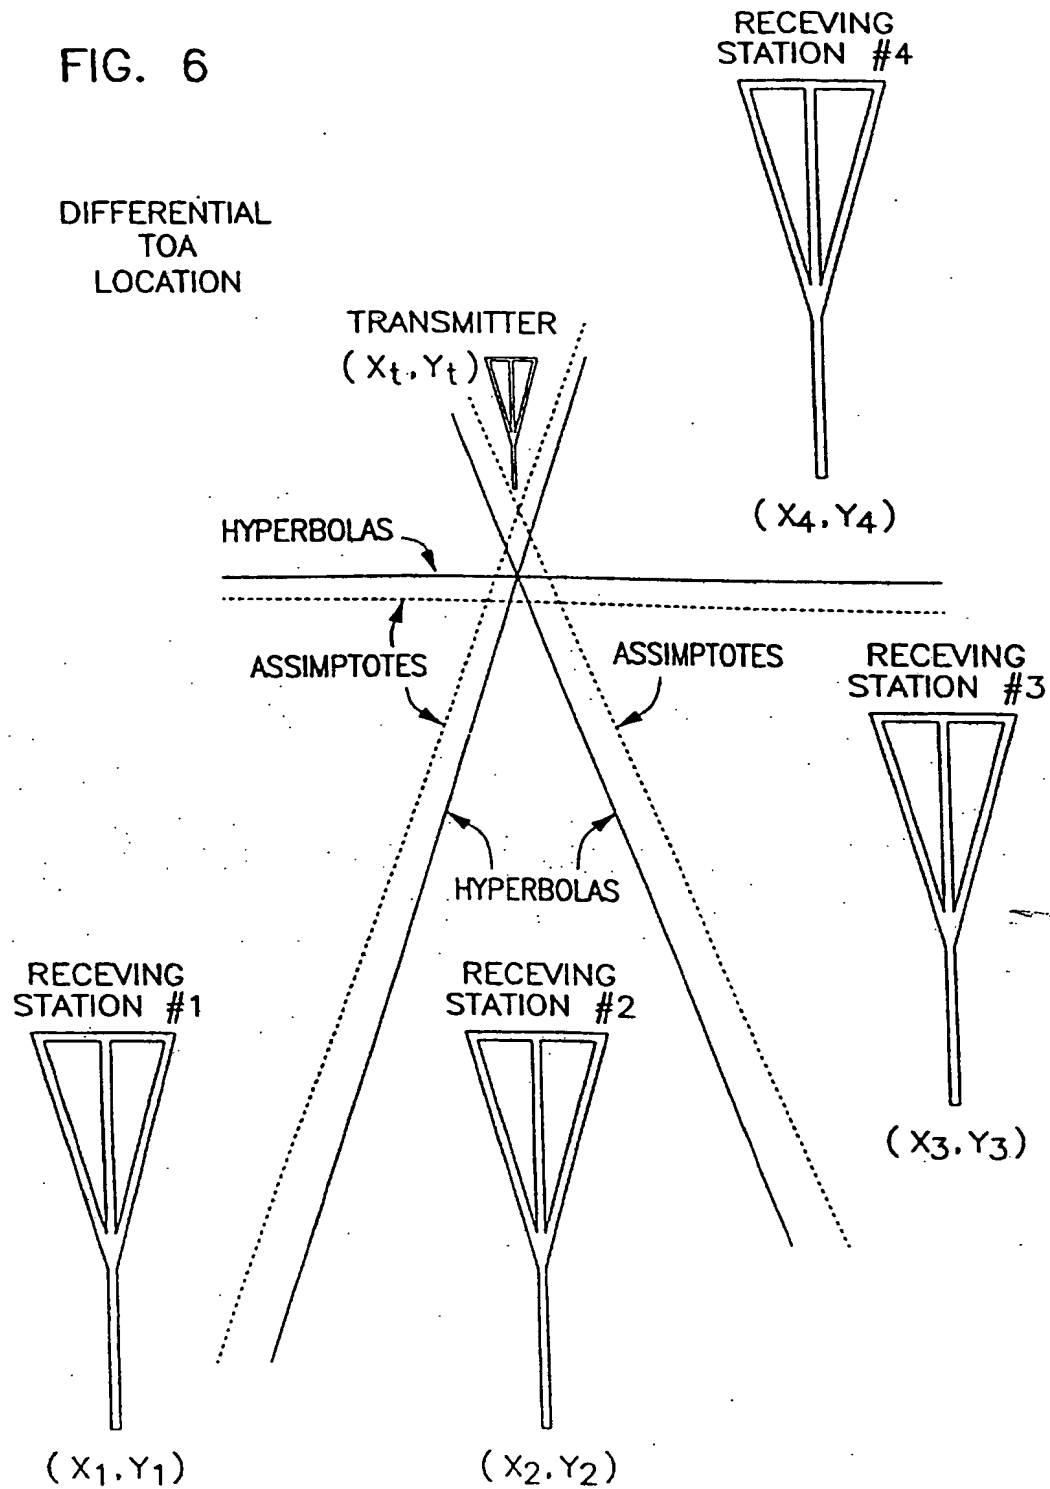 FIG. 6
RECEVING
STATION #4
DIFFERENTIAL
TOA
LOCATION
TRANSMITTER
(Xt,Yt)
(X4,Y4)
HYPERBOLAS
ASSIMPTOTES
ASSIMPTOTES
RECEVING
STATION #3
HYPERBOLAS
(X3,Y3)
RECEVING
STATION #1
RECEVING
STATION #2
(X1,Y1)
(X2,Y2)